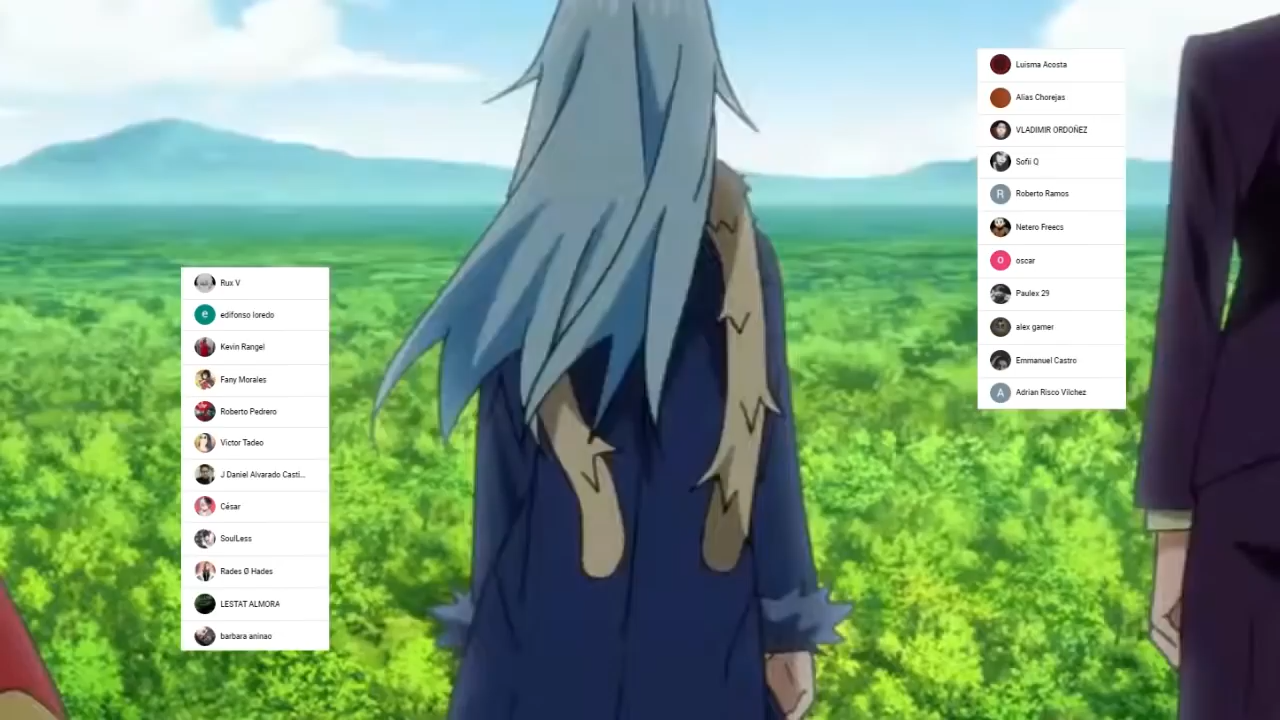 Rux V
e
edifonso loredo
Kevin Rangel
Fany Morales
Roberto Pedrero
Victor Tadeo
J Daniel Alvarado Casti...
César
SoulLess
Rades Ø Hades
LESTAT ALMORA
barbara aninao
Luisma Acosta
Alias Chorejas
VLADIMIR ORDOÑEZ
Sofii Q
R
Roberto Ramos
Netero Freecs
o
oscar
Paulex 29
alex gamer
Emmanuel Castro
A
Adrian Risco Vilchez